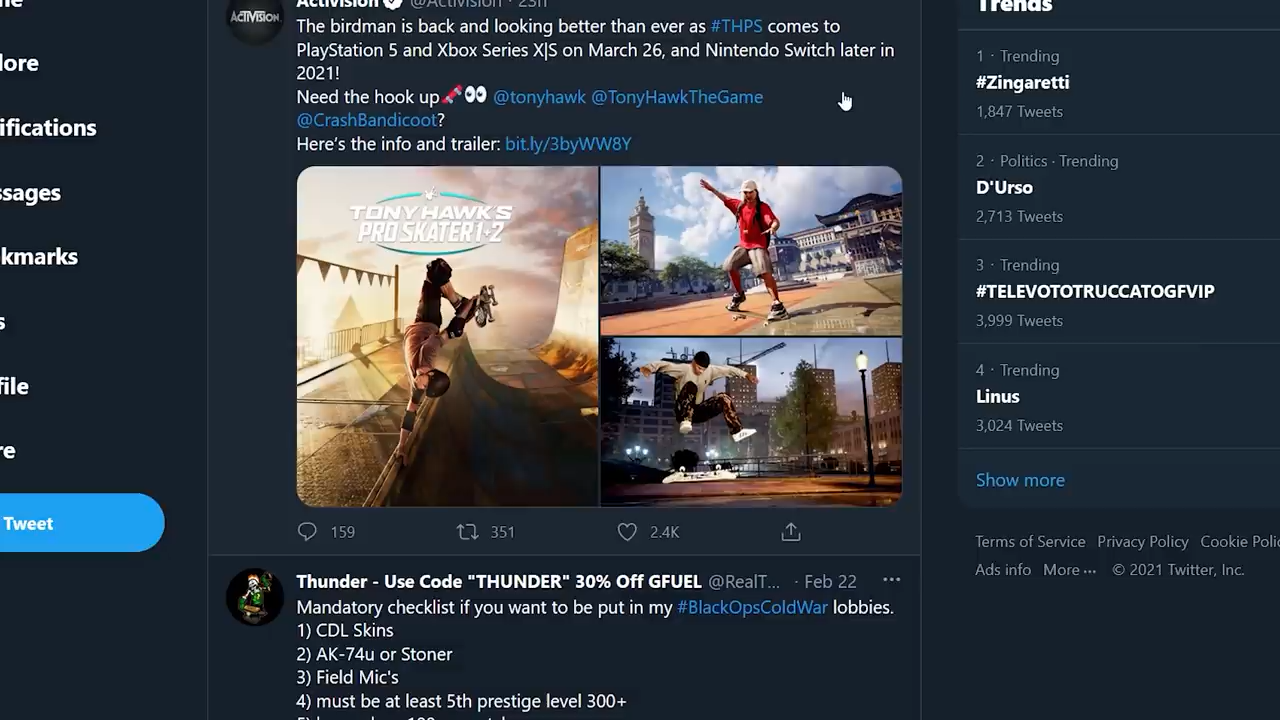 ore
ifications
ssages
kmarks
s
file
re
Tweet
Activision @Activision · 23h
ACTIVISION
The birdman is back and looking better than ever as #THPS comes to
PlayStation 5 and Xbox Series X|S on March 26, and Nintendo Switch later in
2021!
Need the hook up @tonyhawk @TonyHawkTheGame
@CrashBandicoot?
Here's the info and trailer: bit.ly/3byWW8Y
TONY HAWK'S
PRO SKATER 1+2
159 351 2.4K
Thunder - Use Code "THUNDER" 30% Off GFUEL @RealT... · Feb 22 ···
Mandatory checklist if you want to be put in my #BlackOpsColdWar lobbies.
1) CDL Skins
2) AK-74u or Stoner
3) Field Mic's
4) must be at least 5th prestige level 300+
Trends
1 · Trending
#Zingaretti
1,847 Tweets
2 · Politics · Trending
D'Urso
2,713 Tweets
3 · Trending
#TELEVOTOTRUCCATOGFVIP
3,999 Tweets
4 · Trending
Linus
3,024 Tweets
Show more
Terms of Service Privacy Policy Cookie Polic
Ads info More ··· © 2021 Twitter, Inc.